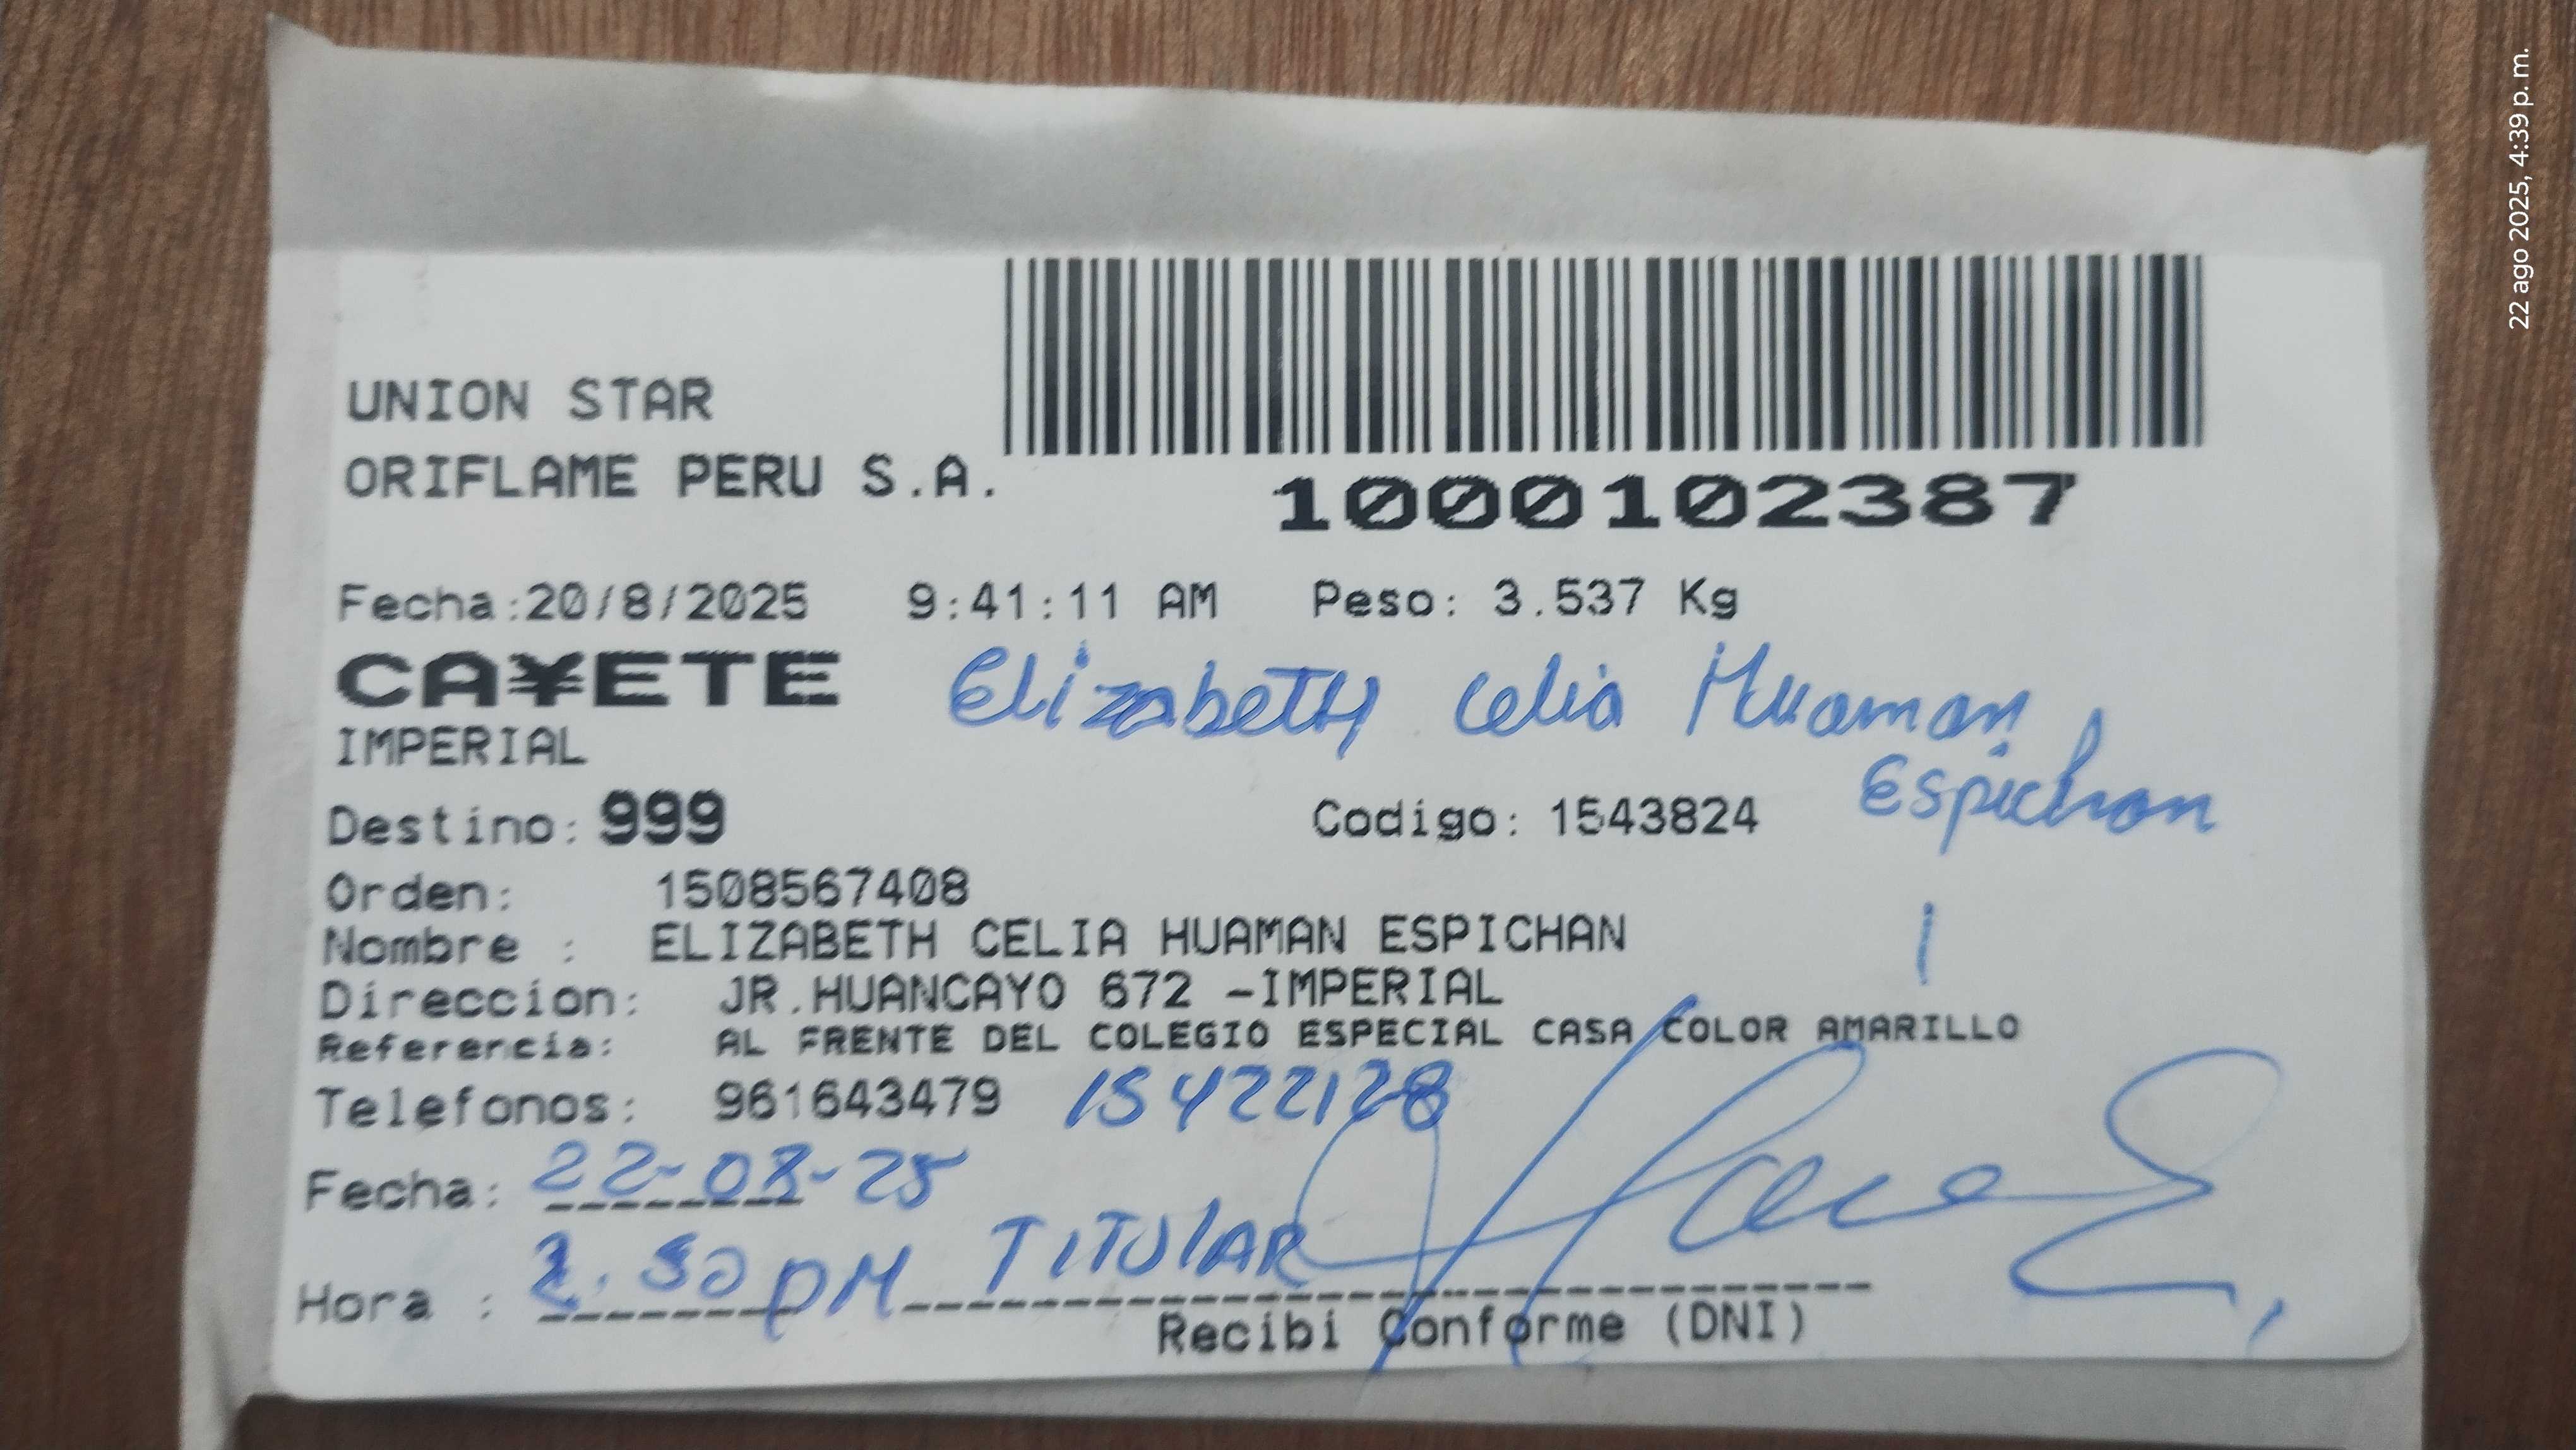 UNION STAR
ORIFLAME PERU S.A.
1000102387
Fecha:20/8/2025 9:41:11 AM Peso: 3.537 Kg
CA¥ETE Elizabeth Celia Huaman
IMPERIAL
Espichan
Destino: 999 Codigo: 1543824
Orden: 1508567408
Nombre : ELIZABETH CELIA HUAMAN ESPICHAN
Direccion: JR.HUANCAYO 672 -IMPERIAL
Referencia: AL FRENTE DEL COLEGIO ESPECIAL CASA COLOR AMARILLO
Telefonos: 961643479 15422128
Fecha: 22-08-25
Hora : PM TITULAR
Recibi Conforme (DNI)
22 ago 2025, 4:39 p.m.